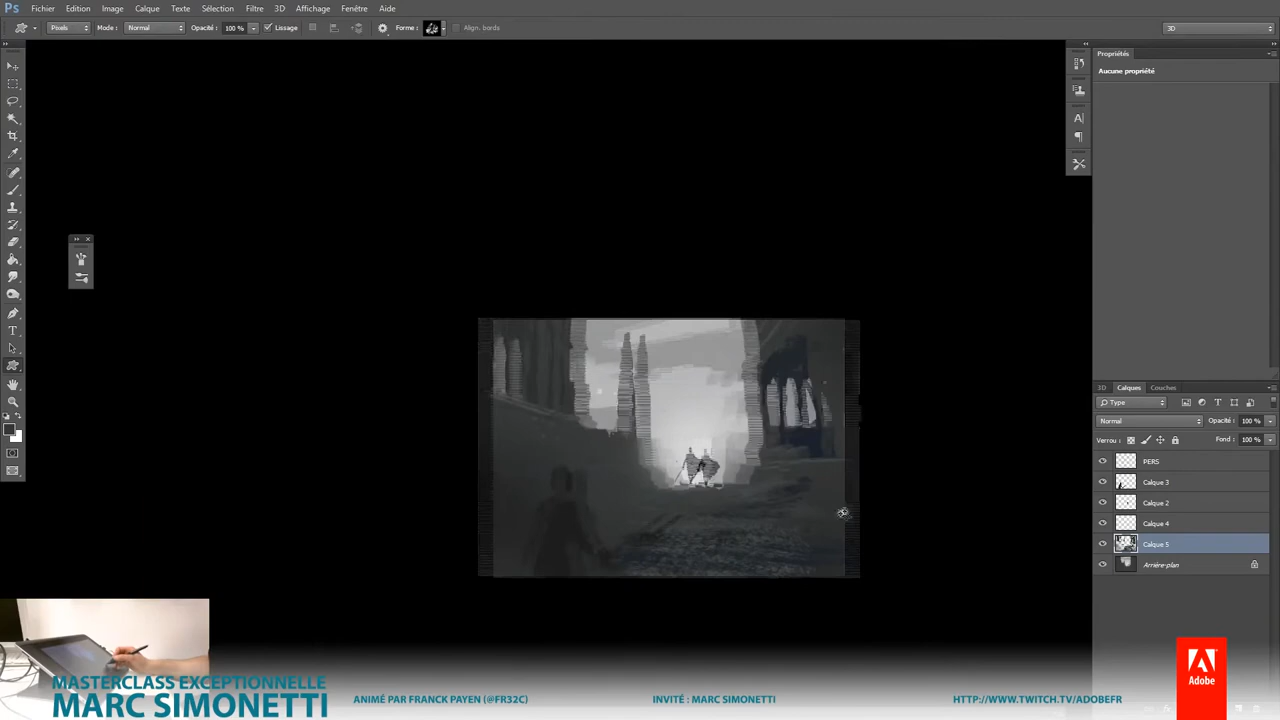 Ps Fichier Edition Image Calque Texte Sélection Filtre 3D Affichage Fenêtre Aide
Pixels Mode : Normal Opacité : 100 % Lissage Forme : Align. bords 3D
Propriétés
Aucune propriété
3D Calques Couches
Type
Normal Opacité : 100 %
Verrou : Fond : 100 %
PERS
Calque 3
Calque 2
Calque 4
Calque 5
Arrière-plan
MASTERCLASS EXCEPTIONNELLE
MARC SIMONETTI
ANIMÉ PAR FRANCK PAYEN (@FR32C)
INVITÉ : MARC SIMONETTI
HTTP://WWW.TWITCH.TV/ADOBEFR
Adobe